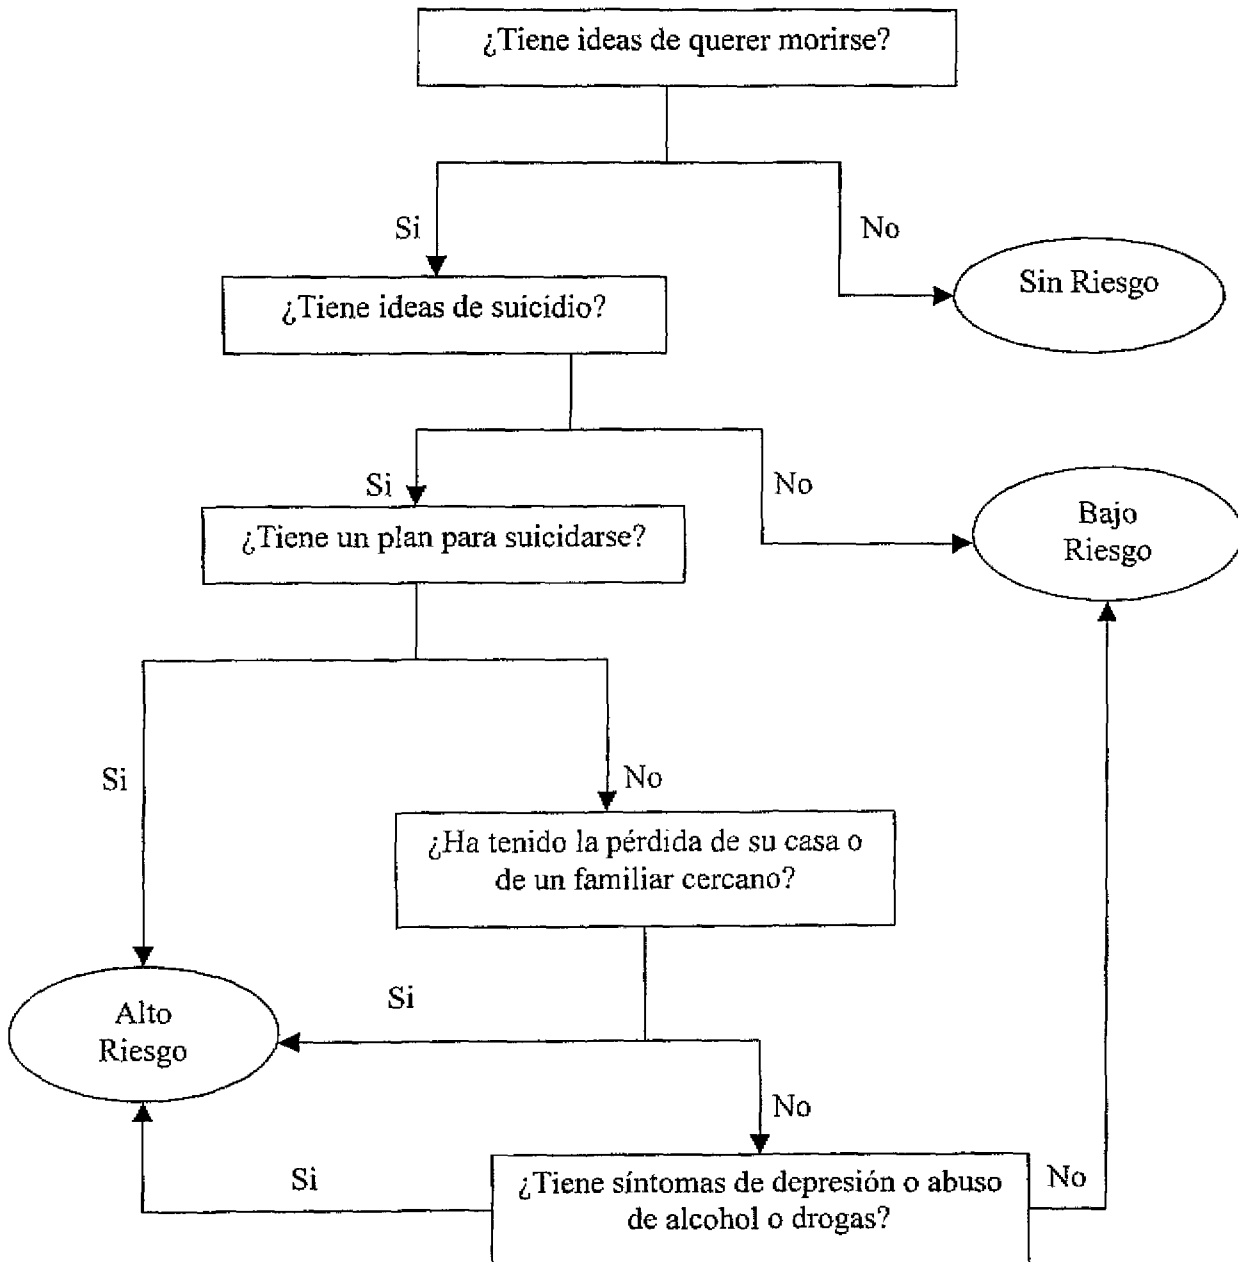 ¿Tiene ideas de querer morirse?
Si
No
Sin Riesgo
¿Tiene ideas de suicidio?
Si
No
Bajo
Riesgo
¿Tiene un plan para suicidarse?
Si
No
¿Ha tenido la pérdida de su casa o
de un familiar cercano?
Alto
Riesgo
Si
No
Si
¿Tiene síntomas de depresión o abuso
de alcohol o drogas?
No